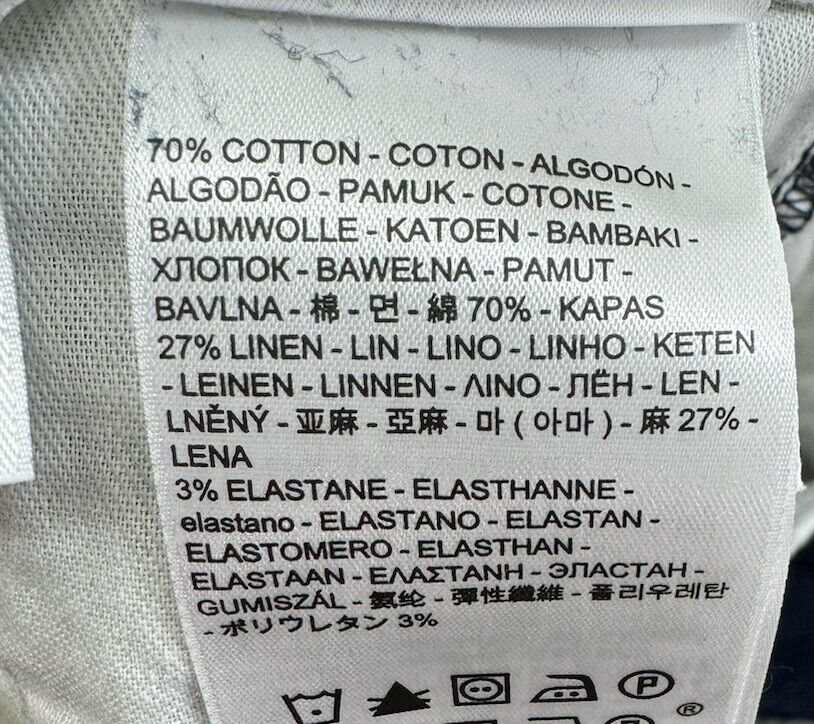 70% COTTON - COTON - ALGODÓN -
ALGODÃO - PAMUK - COTONE -
BAUMWOLLE - KATOEN - BAMBAKI -
ХЛОПОК - BAWEŁNA - PAMUT -
BAVLNA - 棉 - 면 - 綿 70% - KAPAS
27% LINEN - LIN - LINO - LINHO - KETEN
- LEINEN - LINNEN - ΛΙΝΟ - ЛЁН - LEN -
LNĚNÝ - 亚麻 - 亞麻 - 마 ( 아마 ) - 麻 27% -
LENA
3% ELASTANE - ELASTHANNE -
elastano - ELASTANO - ELASTAN -
ELASTOMERO - ELASTHAN -
ELASTAAN - ΕΛΑΣΤΑΝΗ - ЭЛАСТАН -
GUMISZÁL - 氨纶 - 彈性纖維 - 폴리우레탄
- ポリウレタン 3%
P
®